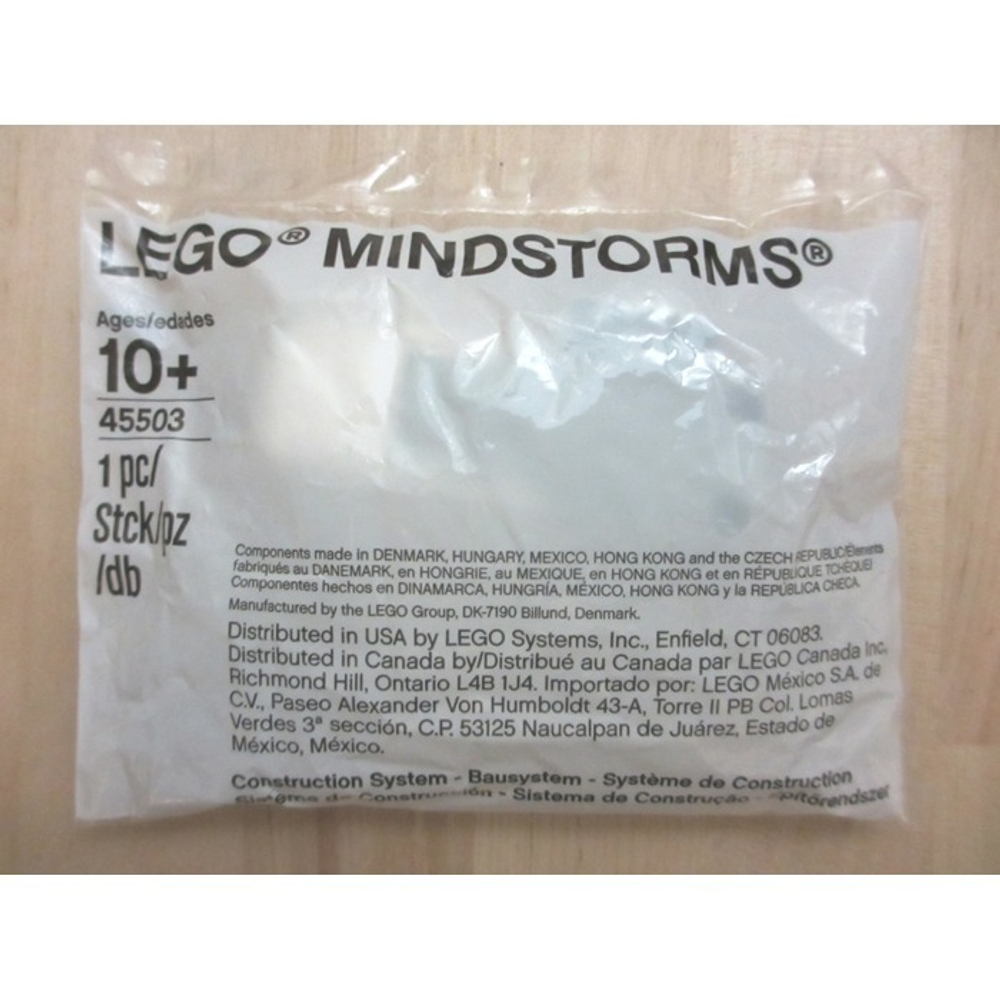 LEGO® MINDSTORMS®
Ages/edades
10+
45503
1 pc/
Stck/pz
/db
Components made in DENMARK, HUNGARY, MEXICO, HONG KONG and the CZECH REPUBLIC/Elements
fabriqués au DANEMARK, en HONGRIE, au MEXIQUE, en HONG KONG et en RÉPUBLIQUE TCHÈQUE/
Componentes hechos en DINAMARCA, HUNGRÍA, MÉXICO, HONG KONG y la REPÚBLICA CHECA.
Manufactured by the LEGO Group, DK-7190 Billund, Denmark.
Distributed in USA by LEGO Systems, Inc., Enfield, CT 06083.
Distributed in Canada by/Distribué au Canada par LEGO Canada Inc.
Richmond Hill, Ontario L4B 1J4. Importado por: LEGO México S.A. de
C.V., Paseo Alexander Von Humboldt 43-A, Torre II PB Col. Lomas
Verdes 3ª sección, C.P. 53125 Naucalpan de Juárez, Estado de
México, México.
Construction System - Bausystem - Système de Construction
- Sistema de Construção -